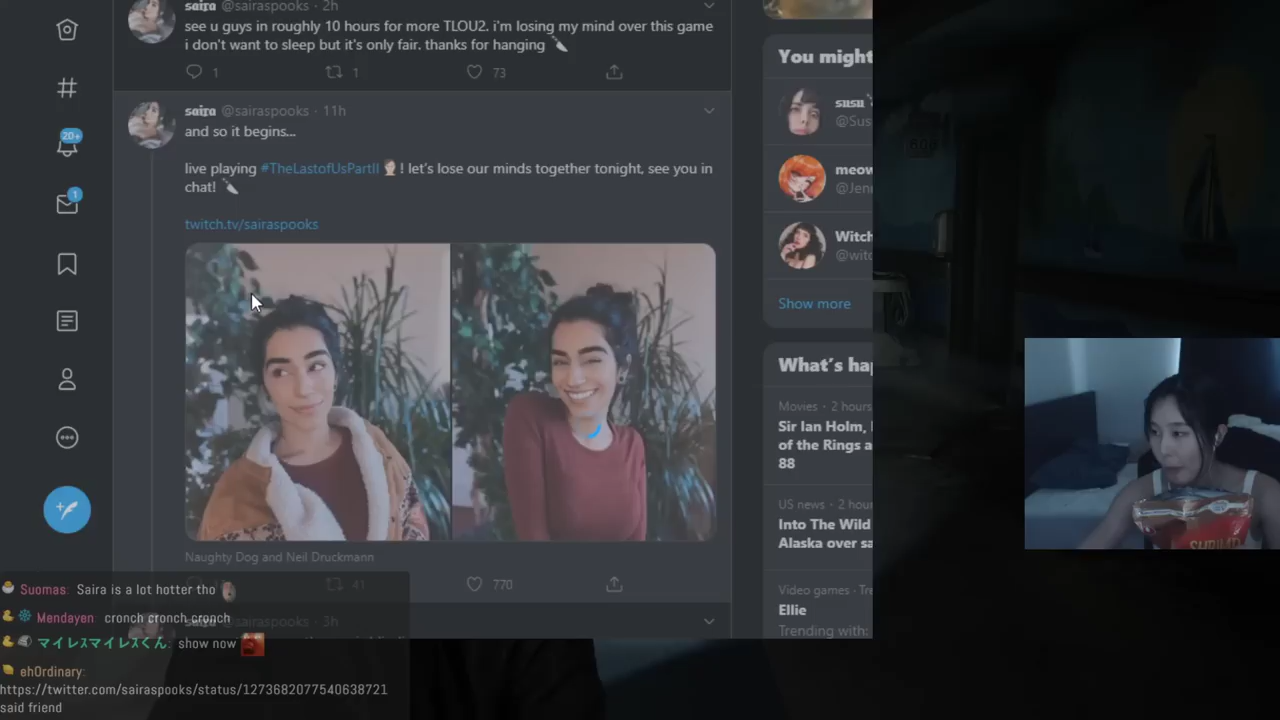 saira @sairaspooks · 2h
see u guys in roughly 10 hours for more TLOU2. i'm losing my mind over this game
i don't want to sleep but it's only fair. thanks for hanging
1
1
73
saira @sairaspooks · 11h
and so it begins...
live playing #TheLastofUsPartII ! let's lose our minds together tonight, see you in
chat!
twitch.tv/sairaspooks
Naughty Dog and Neil Druckmann
41
770
@sairaspooks · 3h
20+
1
You might
susu
@Sus
meow
@Jen
Witch
@witc
Show more
What's hap
Movies · 2 hours
Sir Ian Holm,
of the Rings a
88
US news · 2 hour
Into The Wild
Alaska over sa
Video games · Tre
Ellie
Trending with:
SHRIMP
Suomas: Saira is a lot hotter tho
Mendayen: cronch cronch cronch
マイレスマイレスくん: show now
eh0rdinary:
https://twitter.com/sairaspooks/status/1273682077540638721
said friend